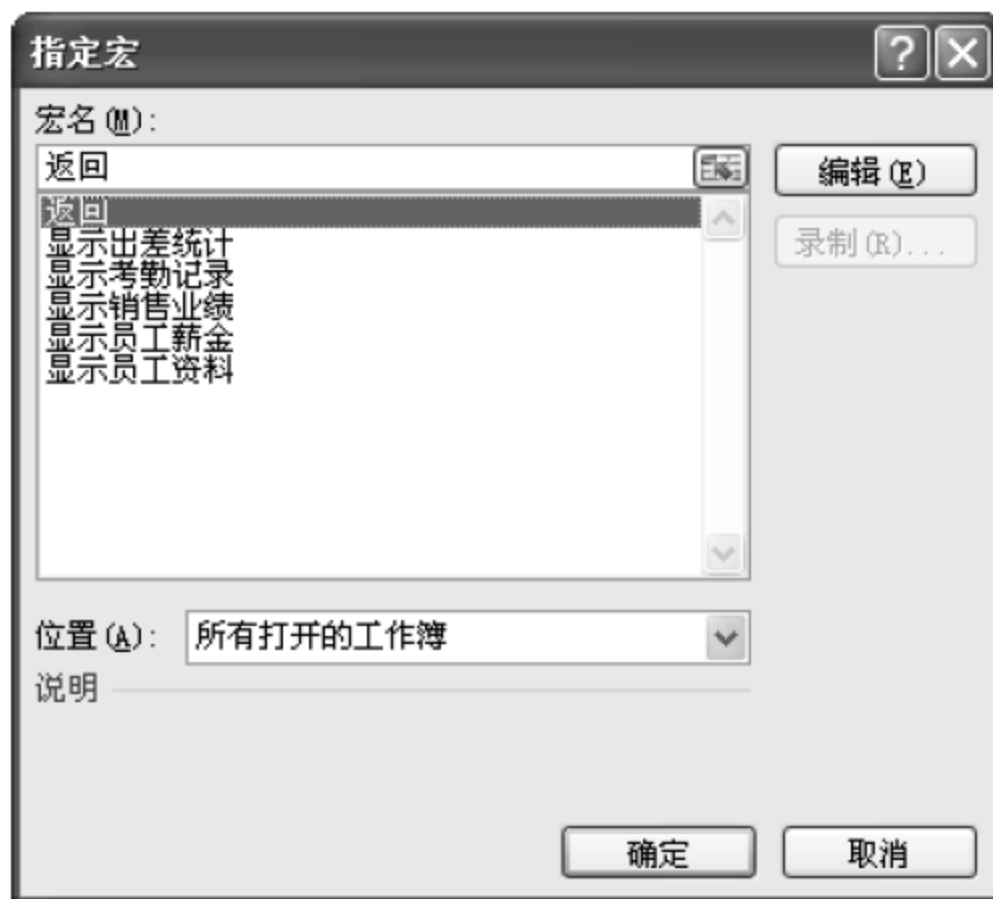 指定宏
宏名(M):
返回
编辑(E)
返回
录制(R)...
显示出差统计
显示考勤记录
显示销售业绩
显示员工薪金
显示员工资料
位置(A): 所有打开的工作簿
说明
确定 取消